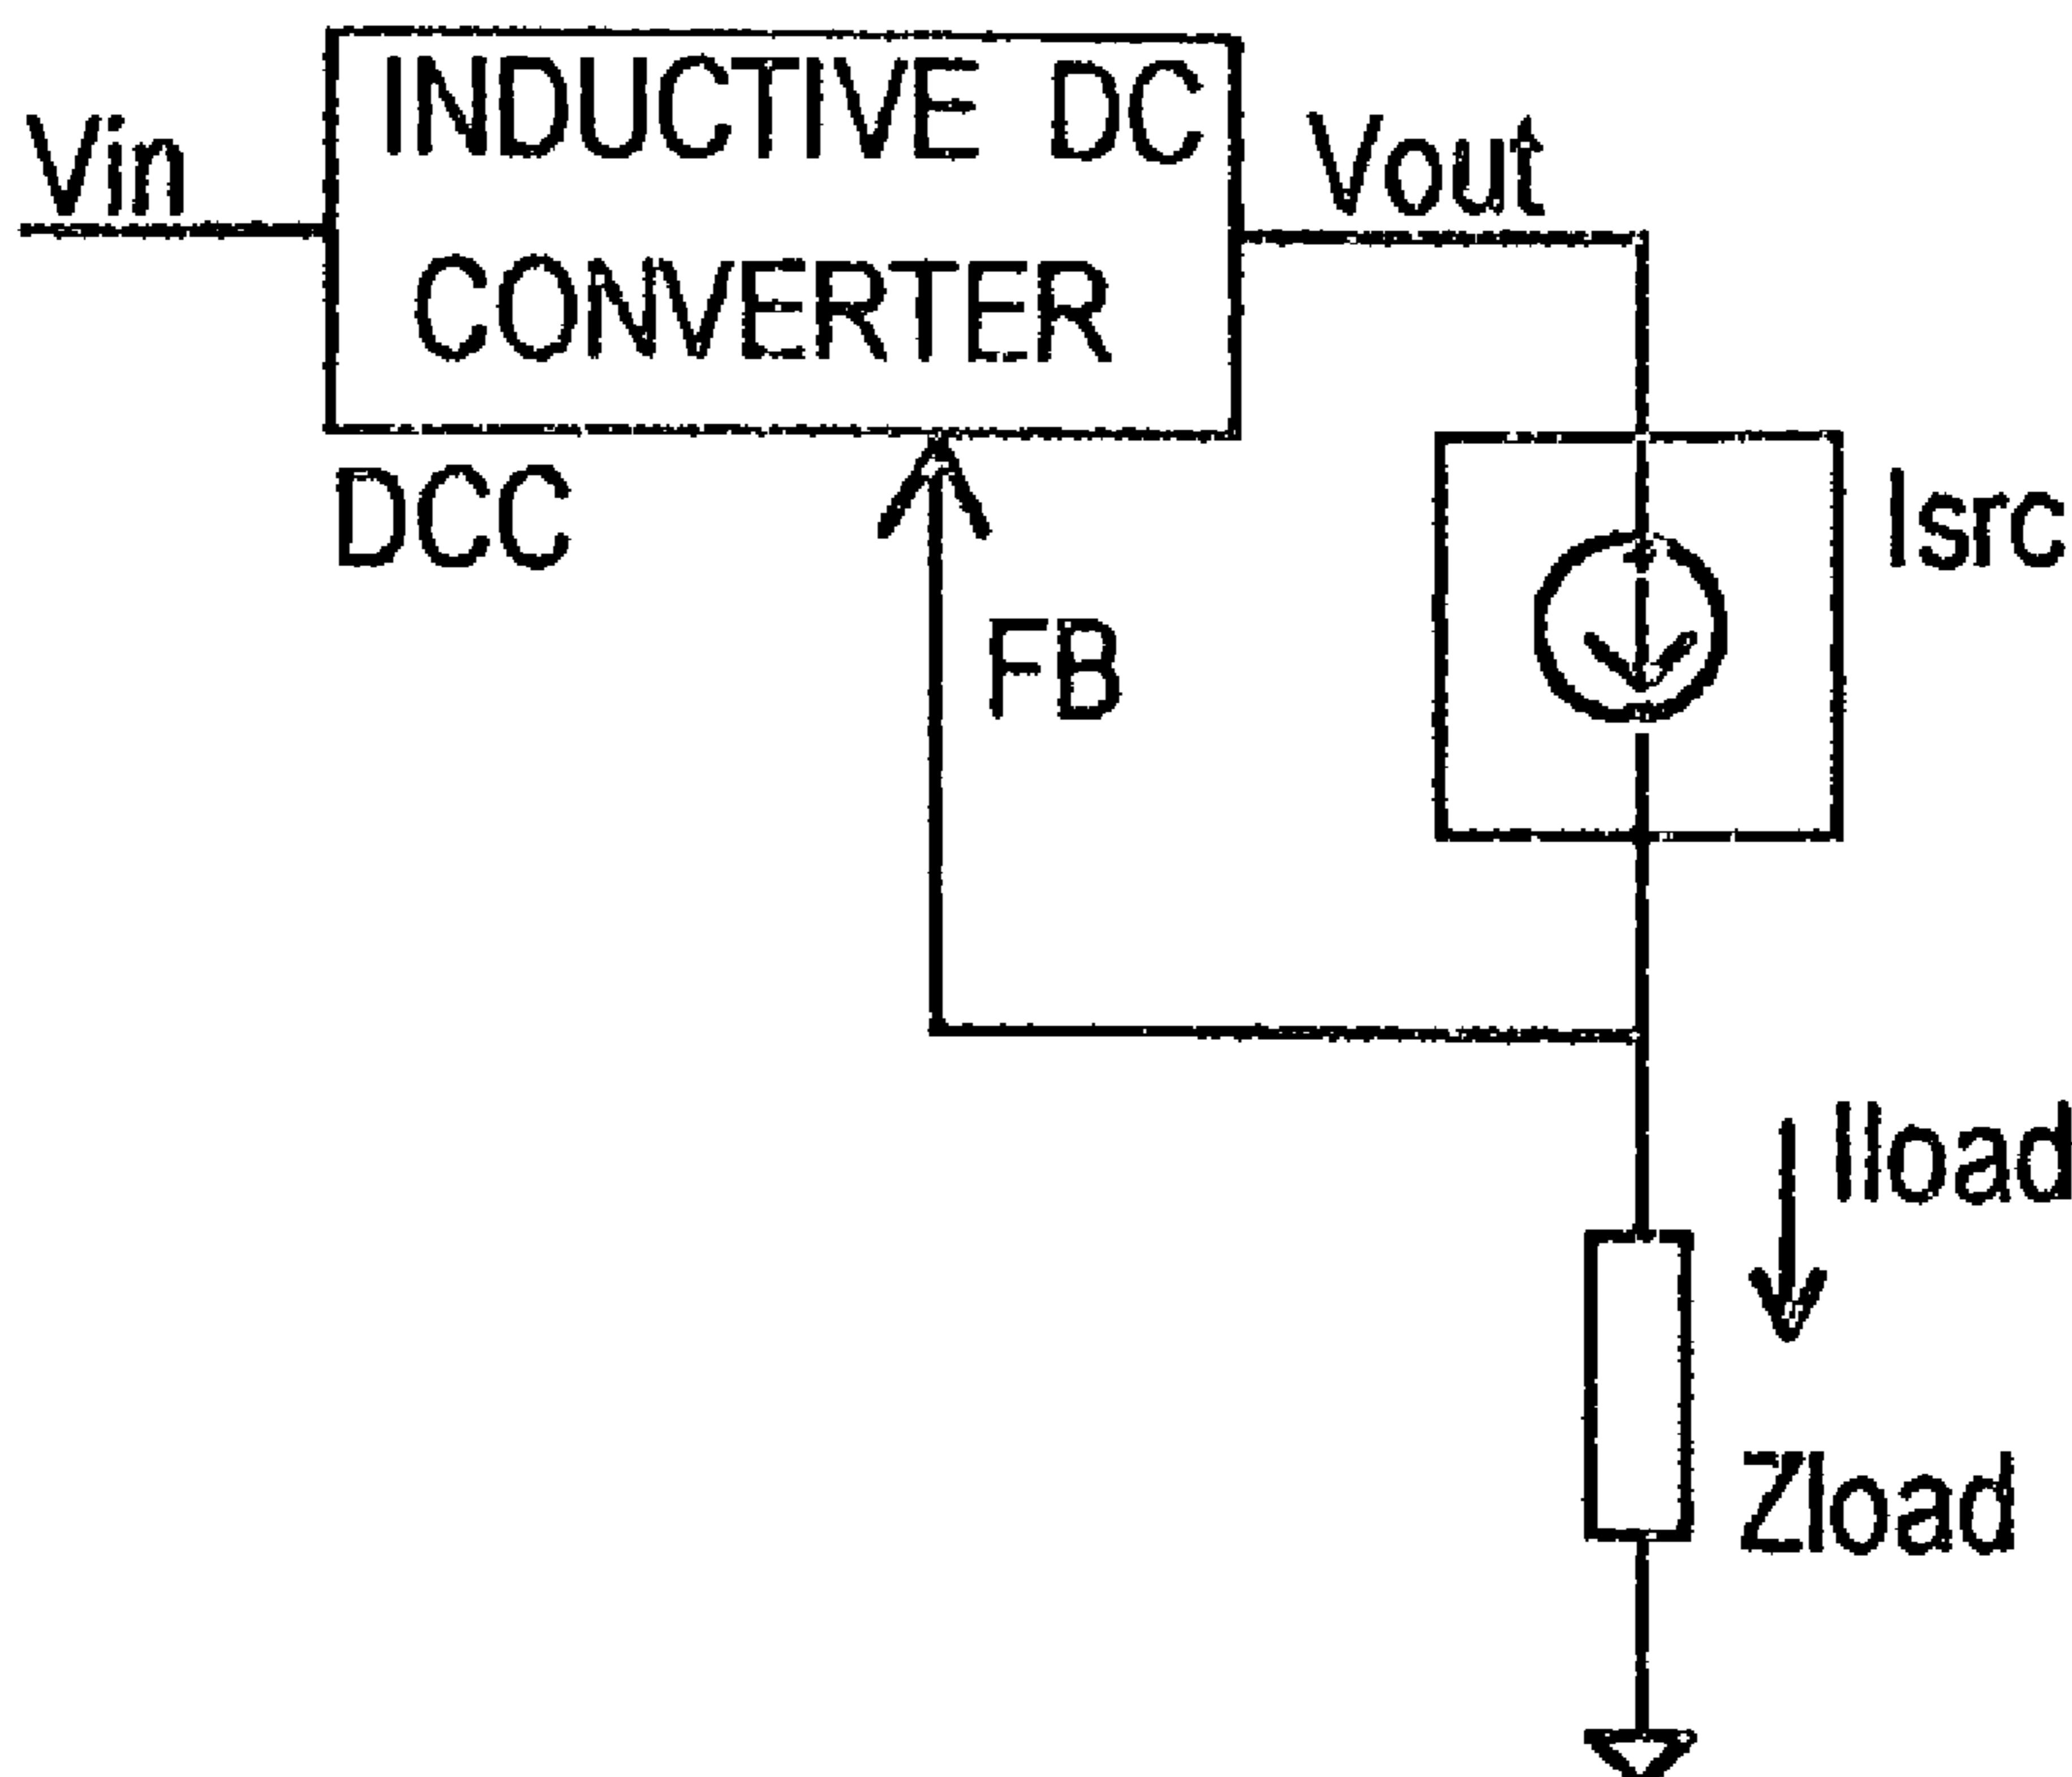 Vin
INDUCTIVE DC
CONVERTER
Vout
DCC
Isrc
FB
Iload
Zload